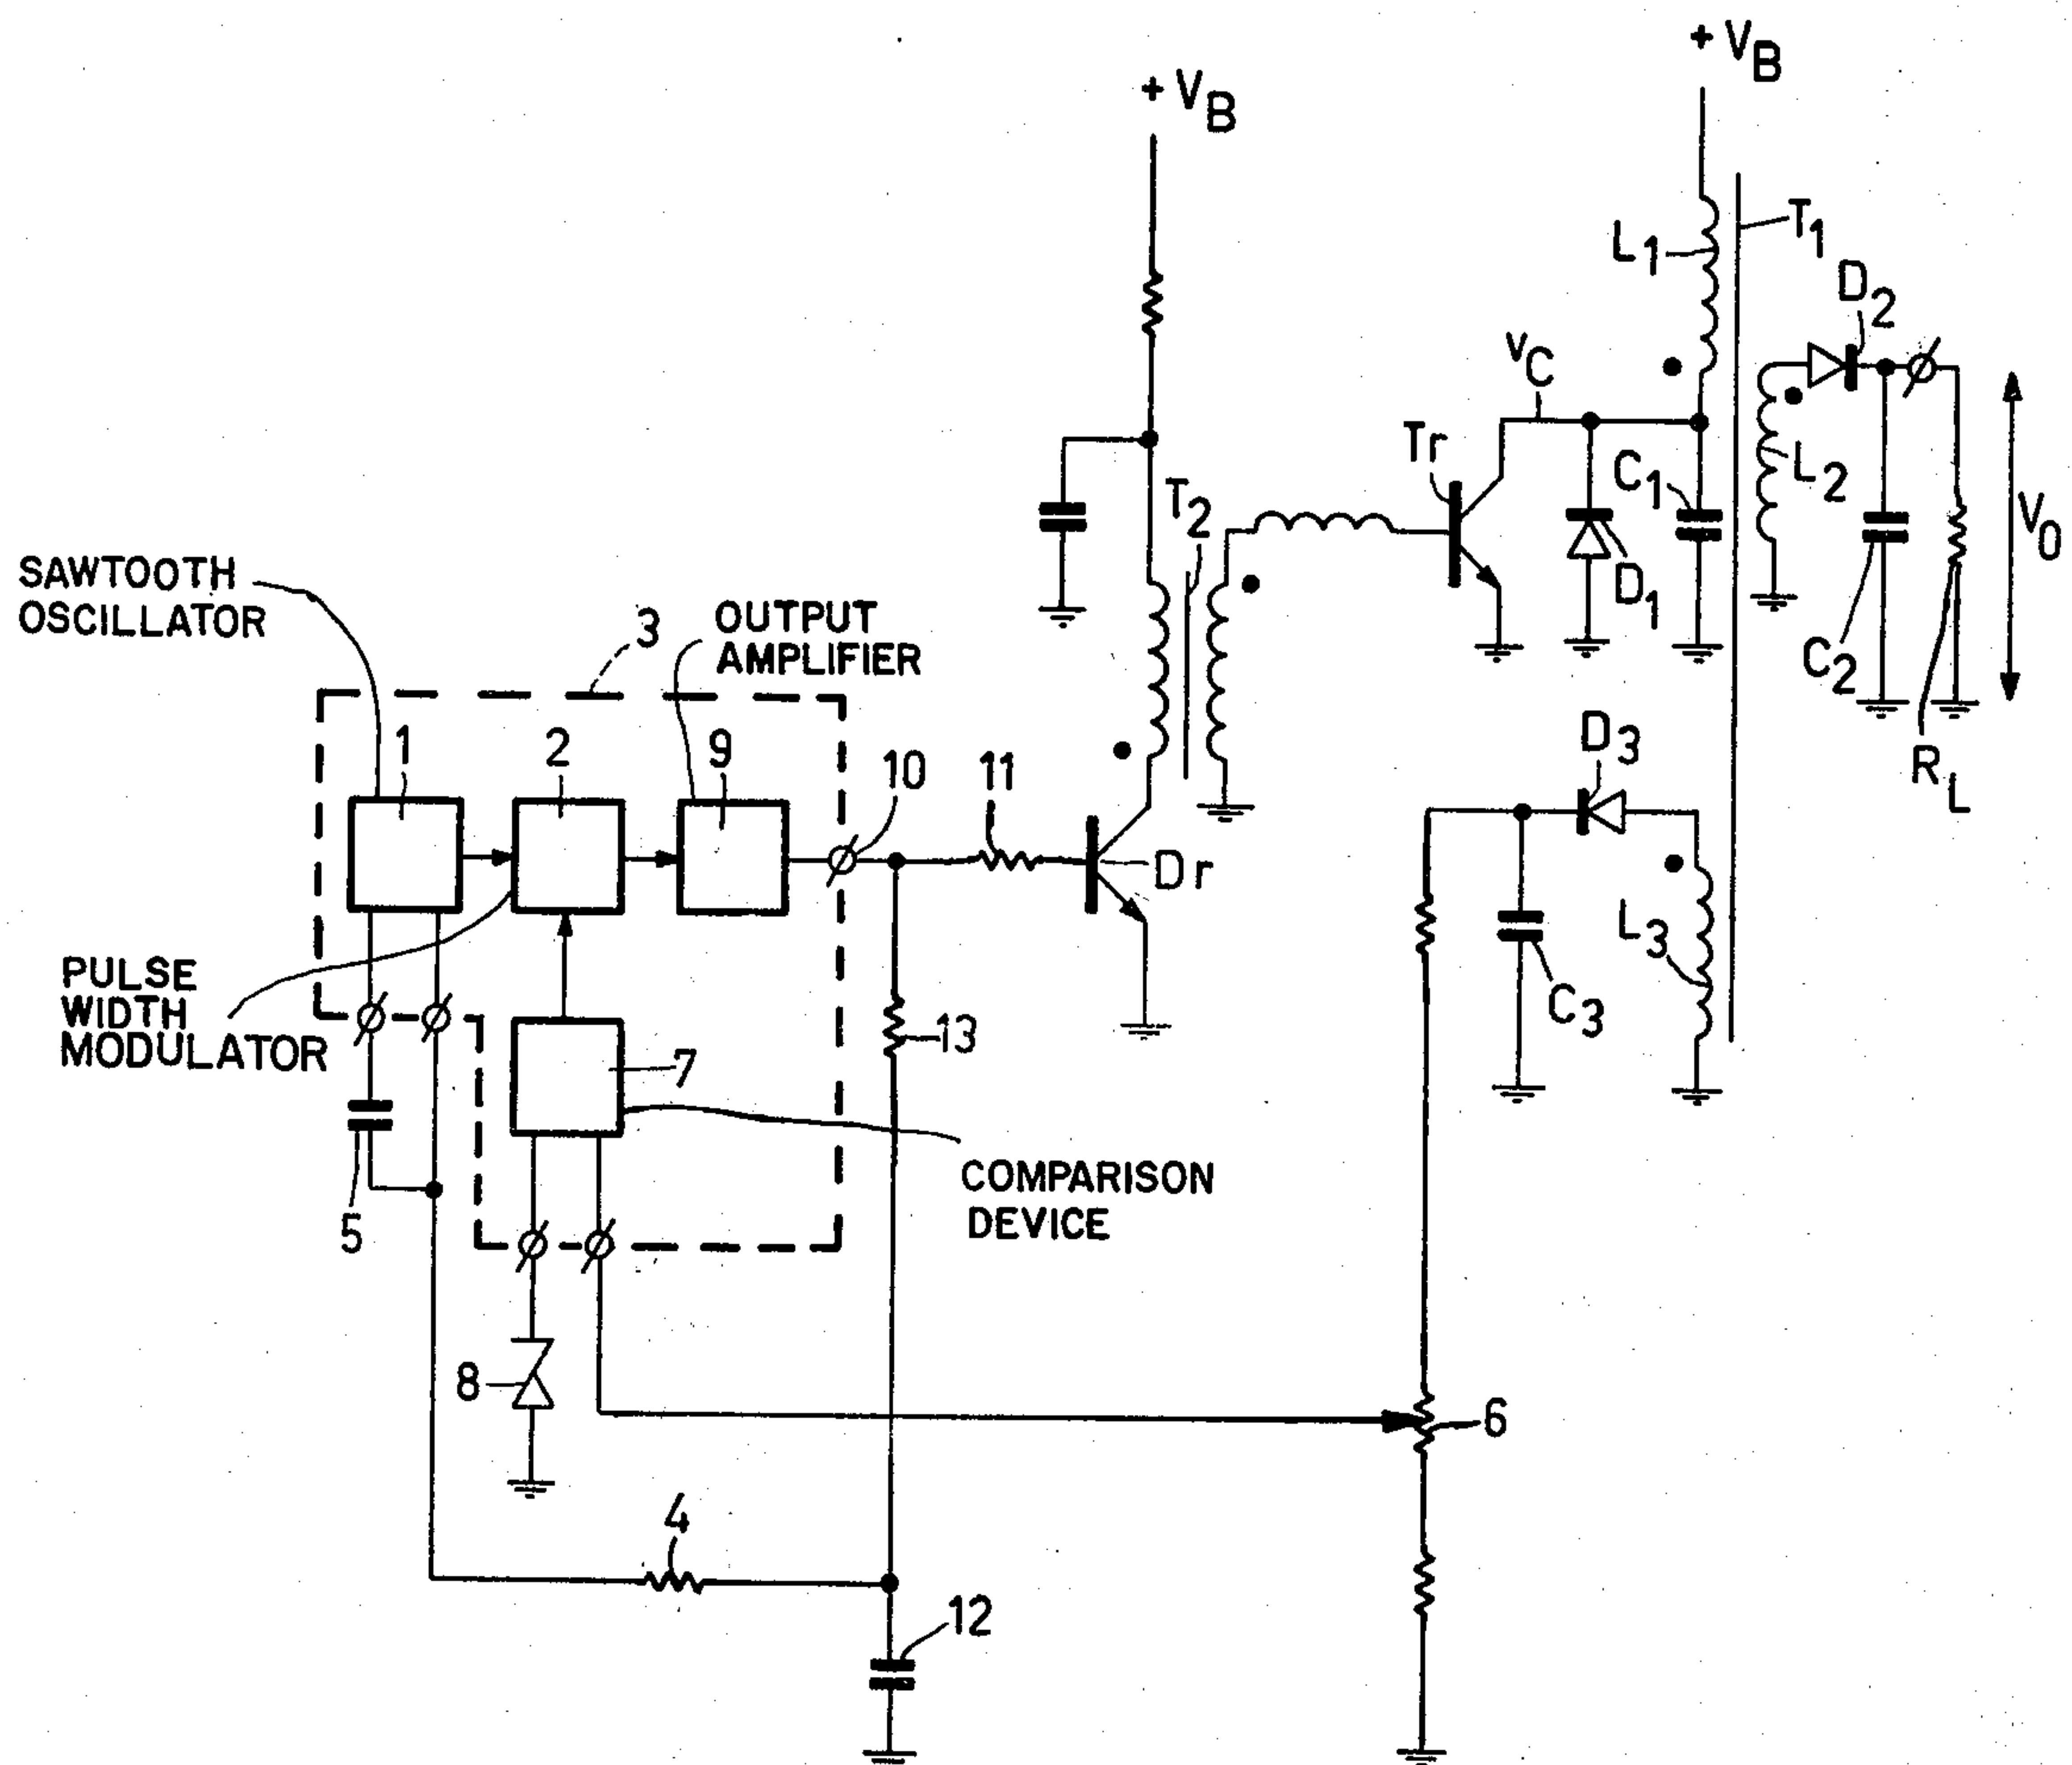 + VB
+ VB
L1
T1
D2
vC
Tr
C1
L2
T2
D1
V0
C2
RL
SAWTOOTH
OSCILLATOR
3
OUTPUT
AMPLIFIER
1
2
9
10
11
Dr
D3
L3
C3
PULSE
WIDTH
MODULATOR
13
7
5
COMPARISON
DEVICE
8
6
4
12